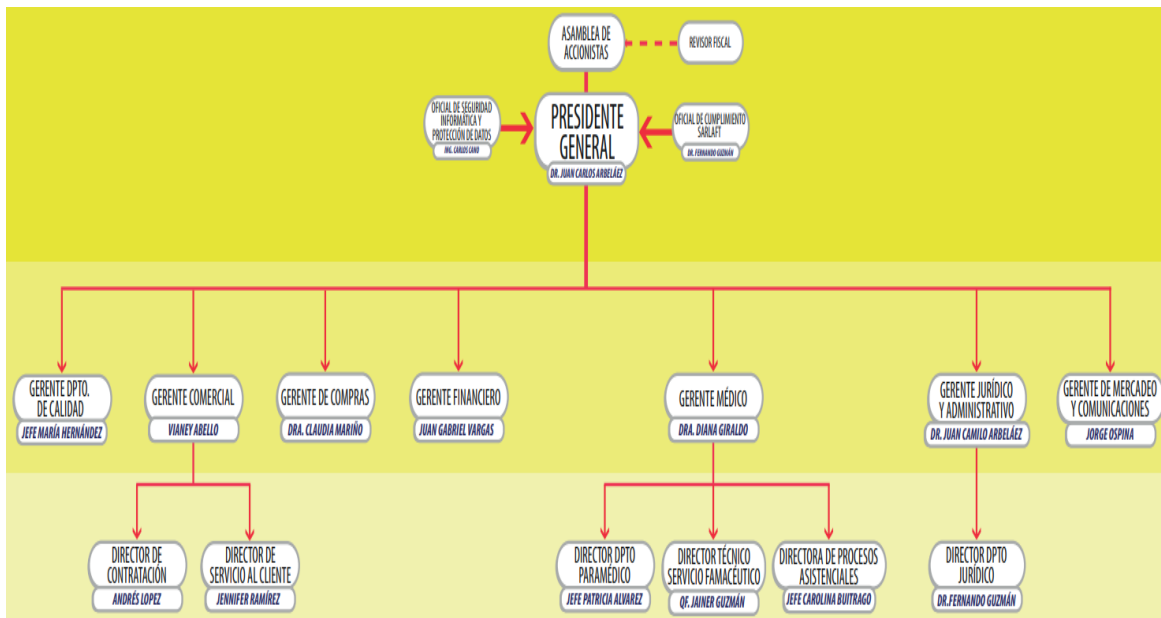 ASAMBLEA DE
ACCIONISTAS
REVISOR FISCAL
OFICIAL DE SEGURIDAD
INFORMÁTICA Y
PROTECCIÓN DE DATOS
ING. CARLOS CANO
PRESIDENTE
GENERAL
DR. JUAN CARLOS ARBELÁEZ
OFICIAL DE CUMPLIMIENTO
SARLAFT
DR. FERNANDO GUZMÁN
GERENTE DPTO.
DE CALIDAD
JEFE MARÍA HERNÁNDEZ
GERENTE COMERCIAL
VIANEY ABELLO
GERENTE DE COMPRAS
DRA. CLAUDIA MARIÑO
GERENTE FINANCIERO
JUAN GABRIEL VARGAS
GERENTE MÉDICO
DRA. DIANA GIRALDO
GERENTE JURÍDICO
Y ADMINISTRATIVO
DR. JUAN CAMILO ARBELÁEZ
GERENTE DE MERCADEO
Y COMUNICACIONES
JORGE OSPINA
DIRECTOR DE
CONTRATACIÓN
ANDRÉS LOPEZ
DIRECTOR DE
SERVICIO AL CLIENTE
JENNIFER RAMÍREZ
DIRECTOR DPTO
PARAMÉDICO
JEFE PATRICIA ALVAREZ
DIRECTOR TÉCNICO
SERVICIO FAMACÉUTICO
QF. JAINER GUZMÁN
DIRECTORA DE PROCESOS
ASISTENCIALES
JEFE CAROLINA BUITRAGO
DIRECTOR DPTO
JURÍDICO
DR.FERNANDO GUZMÁN